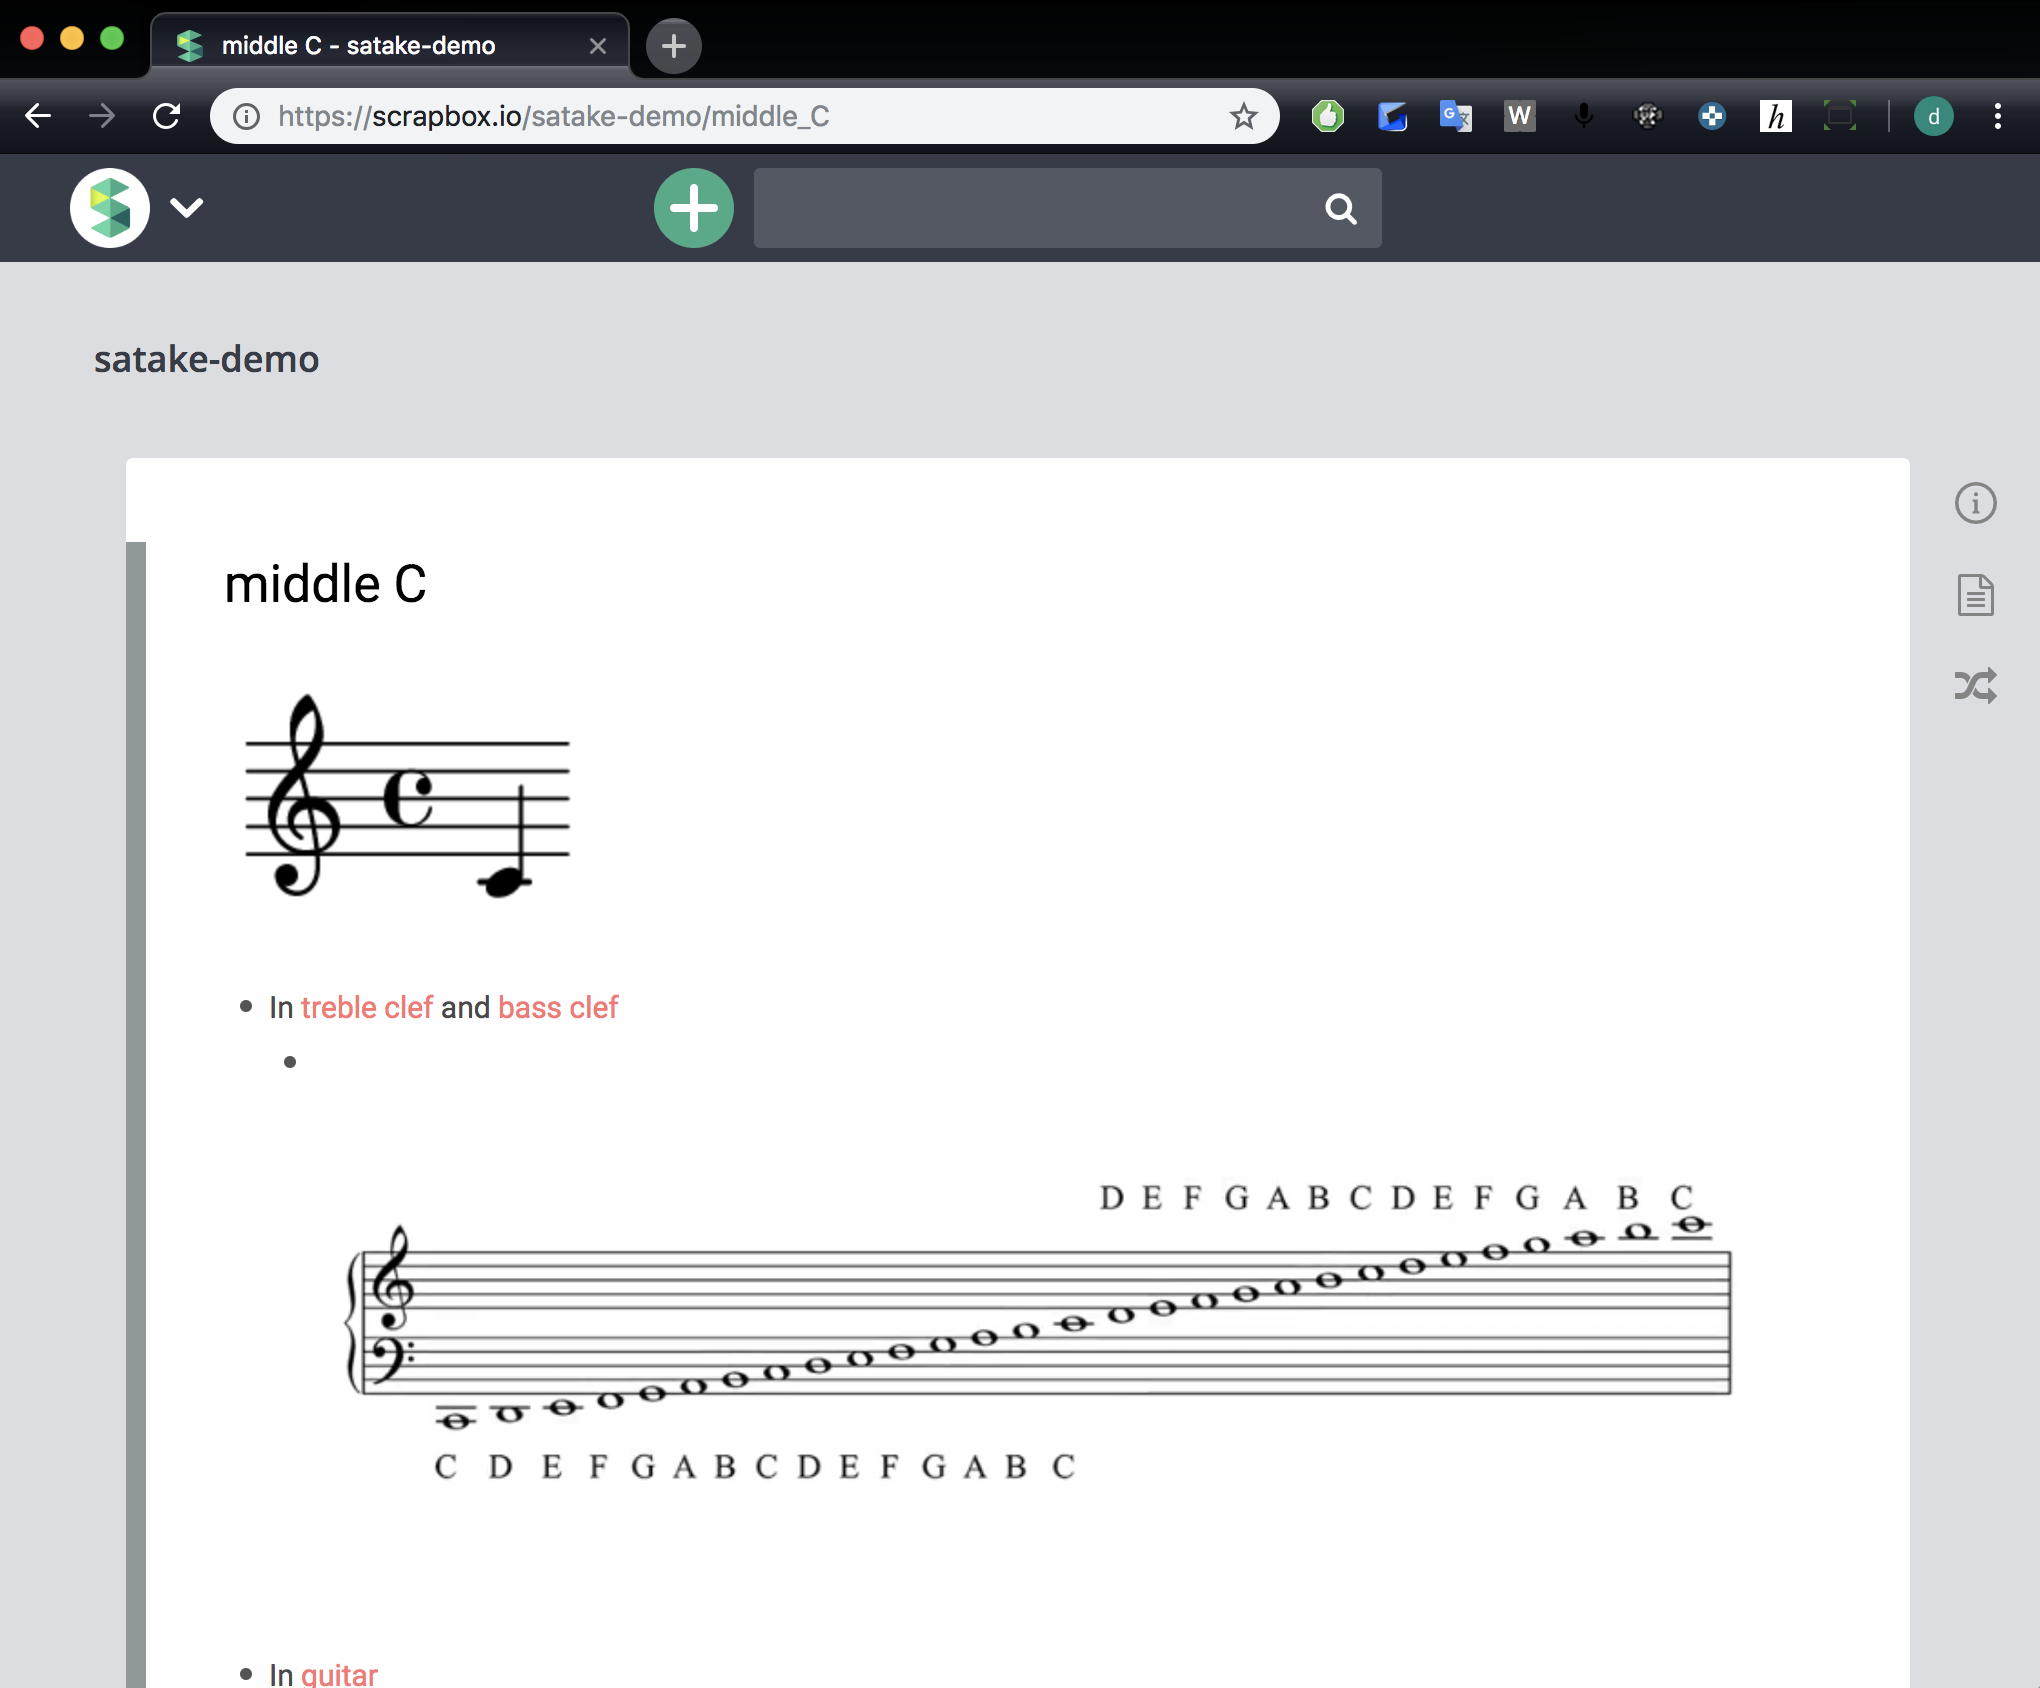 middle C - satake-demo
https://scrapbox.io/satake-demo/middle_C
W
h
d
satake-demo
middle C
In treble clef and bass clef
D E F G A B C D E F G A B C
C D E F G A B C D E F G A B C
In guitar